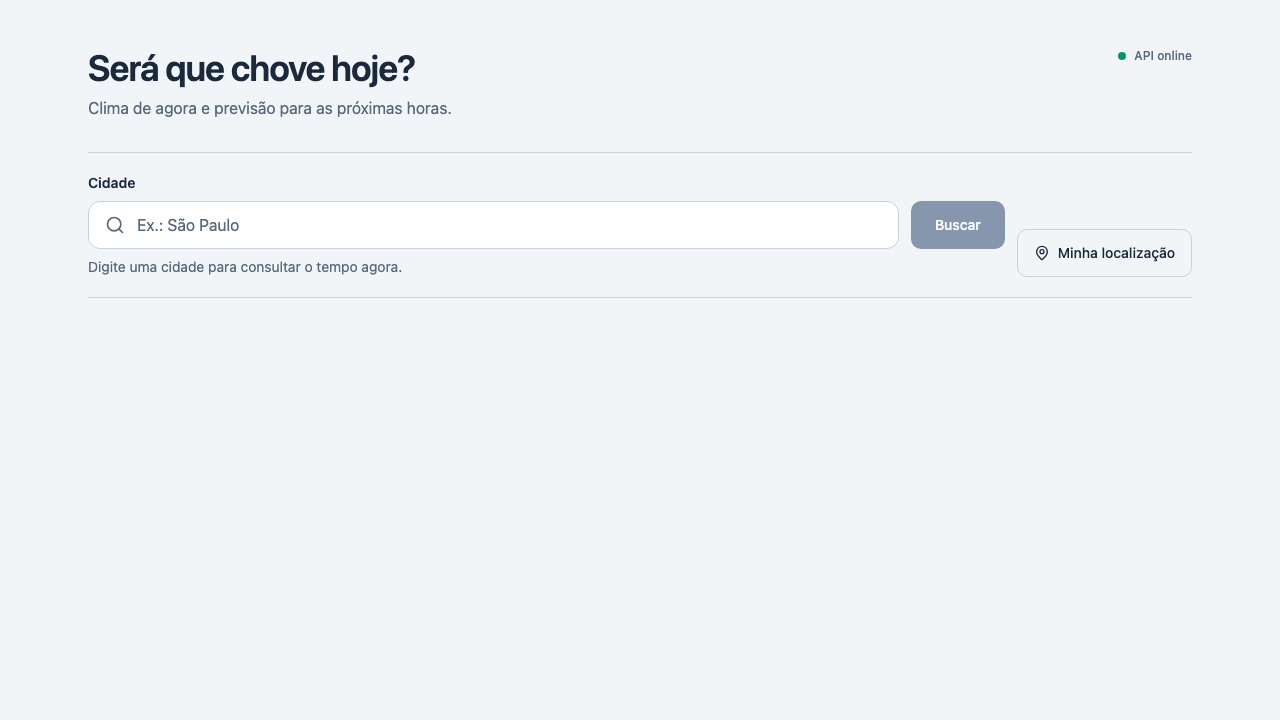 Será que chove hoje?
API online
Clima de agora e previsão para as próximas horas.
Cidade
Ex.: São Paulo
Buscar
Minha localização
Digite uma cidade para consultar o tempo agora.